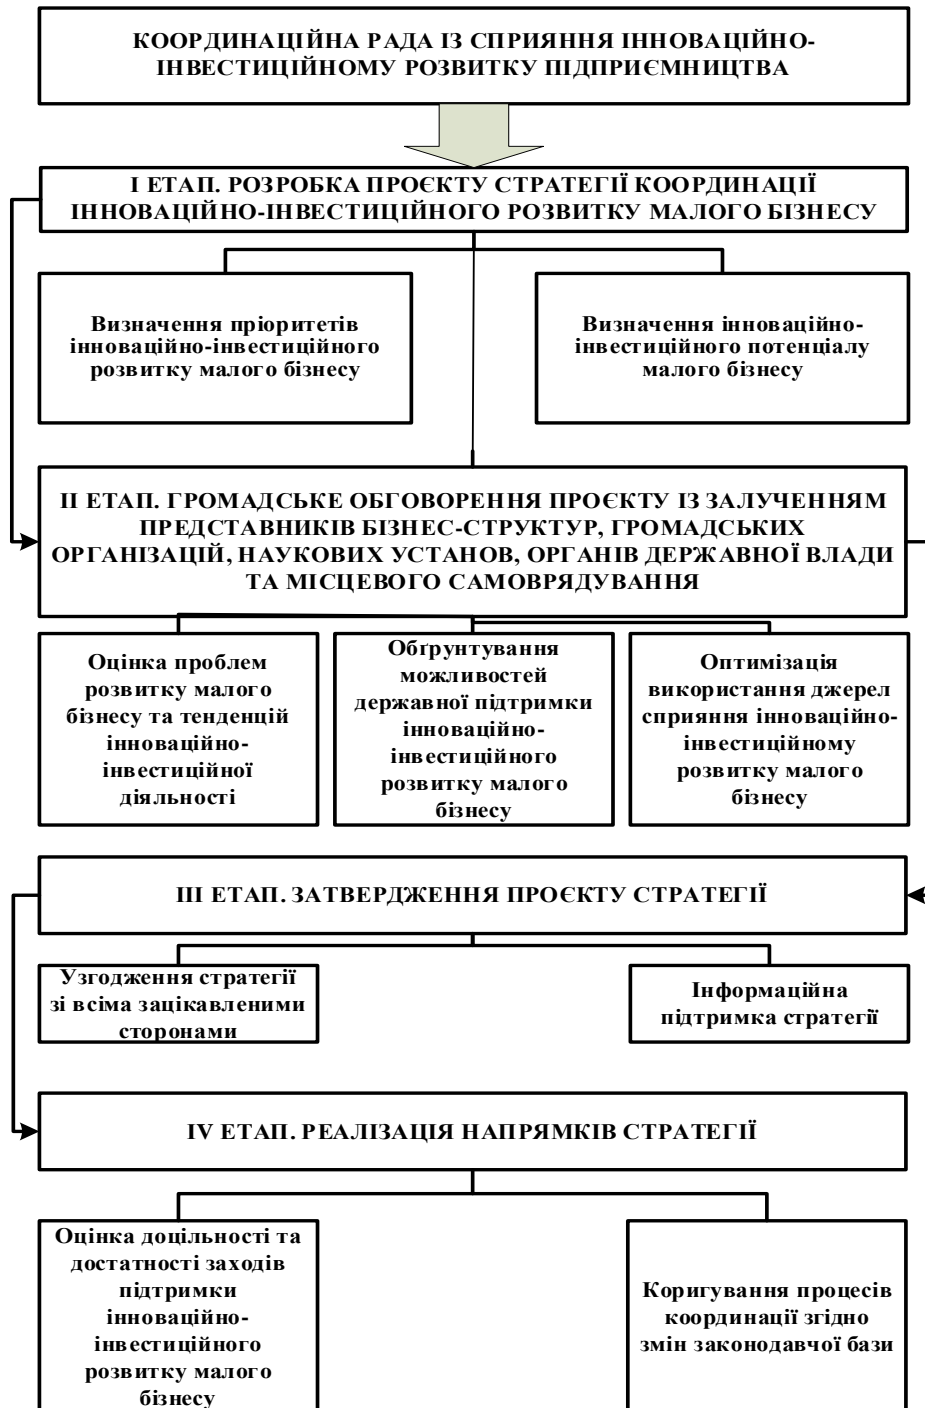 КООРДИНАЦІЙНА РАДА ІЗ СПРИЯННЯ ІННОВАЦІЙНО-
ІНВЕСТИЦІЙНОМУ РОЗВИТКУ ПІДПРИЄМНИЦТВА
І ЕТАП. РОЗРОБКА ПРОЄКТУ СТРАТЕГІЇ КООРДИНАЦІЇ
ІННОВАЦІЙНО-ІНВЕСТИЦІЙНОГО РОЗВИТКУ МАЛОГО БІЗНЕСУ
Визначення пріоритетів
інноваційно-інвестиційного
розвитку малого бізнесу
Визначення інноваційно-
інвестиційного потенціалу
малого бізнесу
ІІ ЕТАП. ГРОМАДСЬКЕ ОБГОВОРЕННЯ ПРОЄКТУ ІЗ ЗАЛУЧЕННЯМ
ПРЕДСТАВНИКІВ БІЗНЕС-СТРУКТУР, ГРОМАДСЬКИХ
ОРГАНІЗАЦІЙ, НАУКОВИХ УСТАНОВ, ОРГАНІВ ДЕРЖАВНОЇ ВЛАДИ
ТА МІСЦЕВОГО САМОВРЯДУВАННЯ
Оцінка проблем
розвитку малого
бізнесу та тенденцій
інноваційно-
інвестиційної
діяльності
Обґрунтування
можливостей
державної підтримки
інноваційно-
інвестиційного
розвитку малого
бізнесу
Оптимізація
використання джерел
сприяння інноваційно-
інвестиційному
розвитку малого
бізнесу
ІІІ ЕТАП. ЗАТВЕРДЖЕННЯ ПРОЄКТУ СТРАТЕГІЇ
Узгодження стратегії
зі всіма зацікавленими
сторонами
Інформаційна
підтримка стратегії
IV ЕТАП. РЕАЛІЗАЦІЯ НАПРЯМКІВ СТРАТЕГІЇ
Оцінка доцільності та
достатності заходів
підтримки
інноваційно-
інвестиційного
розвитку малого
бізнесу
Коригування процесів
координації згідно
змін законодавчої бази